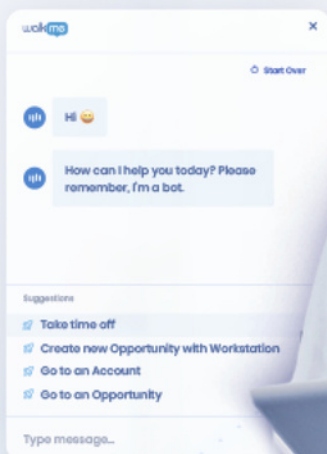 walkme
Start Over
Hi 😀
How can I help you today? Please
remember, I'm a bot.
Suggestions
Take time off
Create new Opportunity with Workstation
Go to an Account
Go to an Opportunity
Type message...